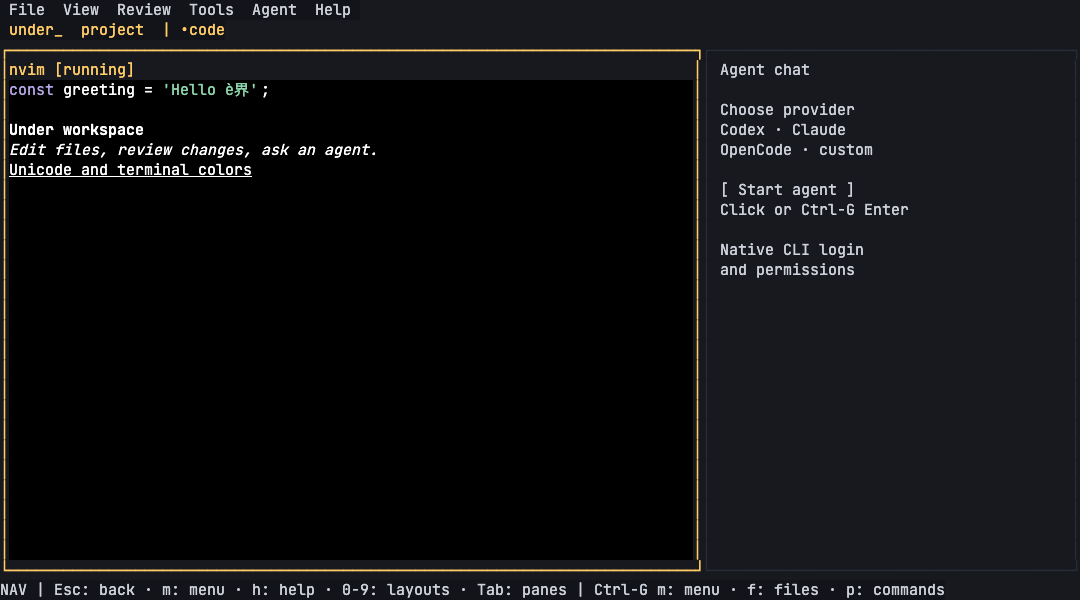 File  View  Review  Tools  Agent  Help
under_  project  | •code
nvim [running]
const greeting = 'Hello è界';
Under workspace
Edit files, review changes, ask an agent.
Unicode and terminal colors
Agent chat
Choose provider
Codex · Claude
OpenCode · custom
[ Start agent ]
Click or Ctrl-G Enter
Native CLI login
and permissions
NAV | Esc: back · m: menu · h: help · 0-9: layouts · Tab: panes | Ctrl-G m: menu · f: files · p: commands